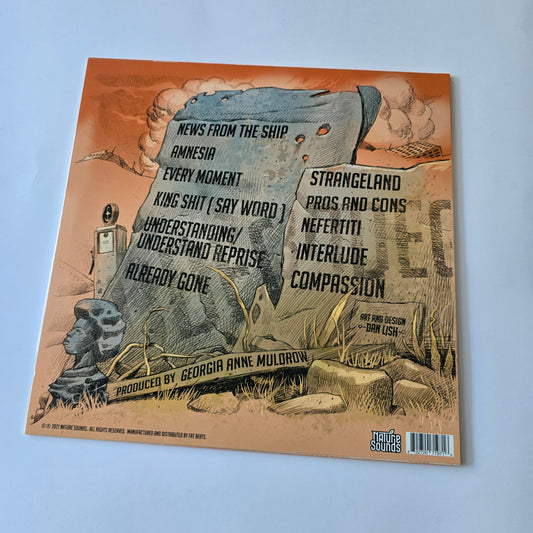 NEWS FROM THE SHIP
AMNESIA
EVERY MOMENT
KING SHIT [ SAY WORD ]
UNDERSTANDING/
UNDERSTAND REPRISE
ALREADY GONE
STRANGELAND
PROS AND CONS
NEFERTITI
INTERLUDE
COMPASSION
ART AND DESIGN
DAN LISH
PRODUCED BY GEORGIA ANNE MULDROW
© ℗ 2021 NATURE SOUNDS. ALL RIGHTS RESERVED. MANUFACTURED AND DISTRIBUTED BY FAT BEATS.
NATURE
SOUNDS